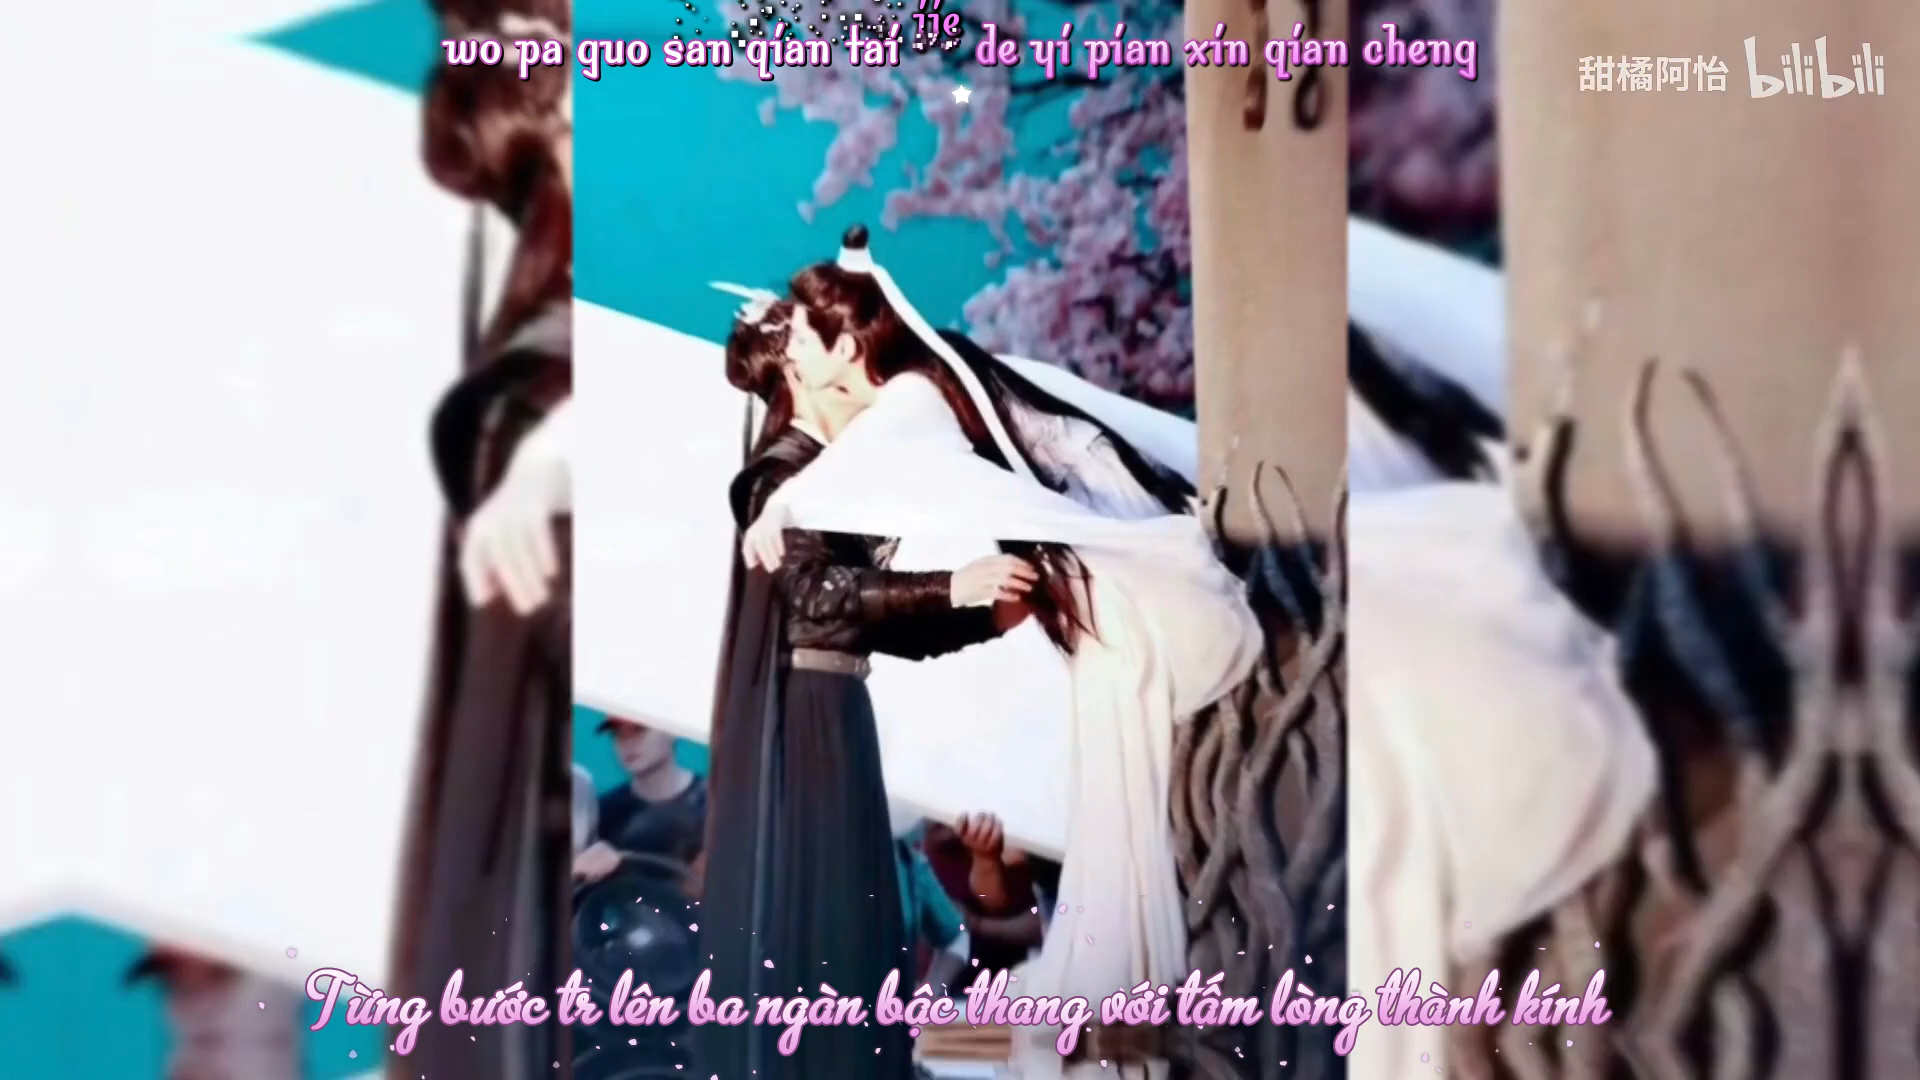 wo pa guo san qian tai jie de yi pian xin qian cheng
甜橘阿怡 bilibili
Từng bước tr lên ba ngàn bậc thang với tấm lòng thành kính